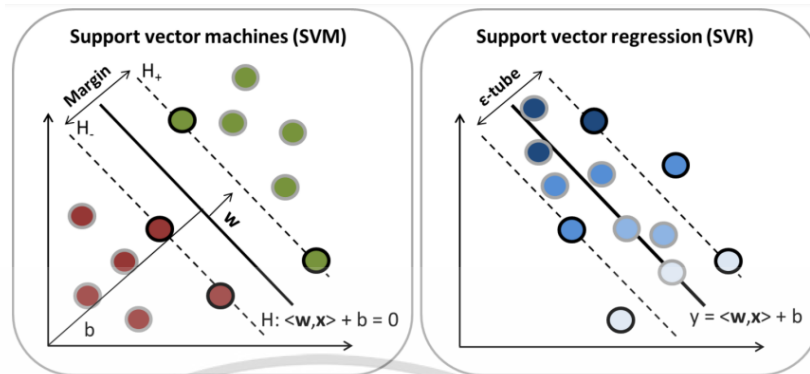 Support vector machines (SVM)
Margin
H+
H-
w
b
H: <w,x> + b = 0
Support vector regression (SVR)
ε-tube
y = <w,x> + b